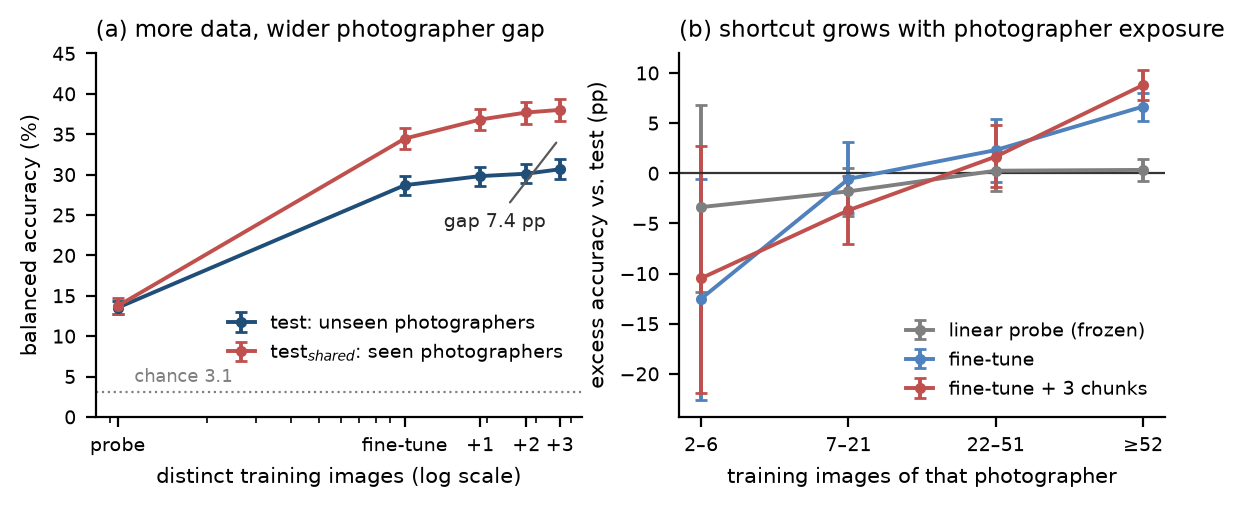 (a) more data, wider photographer gap
balanced accuracy (%)
45
40
35
30
25
20
15
10
5
0
gap 7.4 pp
test: unseen photographers
test_shared: seen photographers
chance 3.1
probe
fine-tune
+1
+2
+3
distinct training images (log scale)
(b) shortcut grows with photographer exposure
excess accuracy vs. test (pp)
10
5
0
−5
−10
−15
−20
linear probe (frozen)
fine-tune
fine-tune + 3 chunks
2–6
7–21
22–51
≥52
training images of that photographer